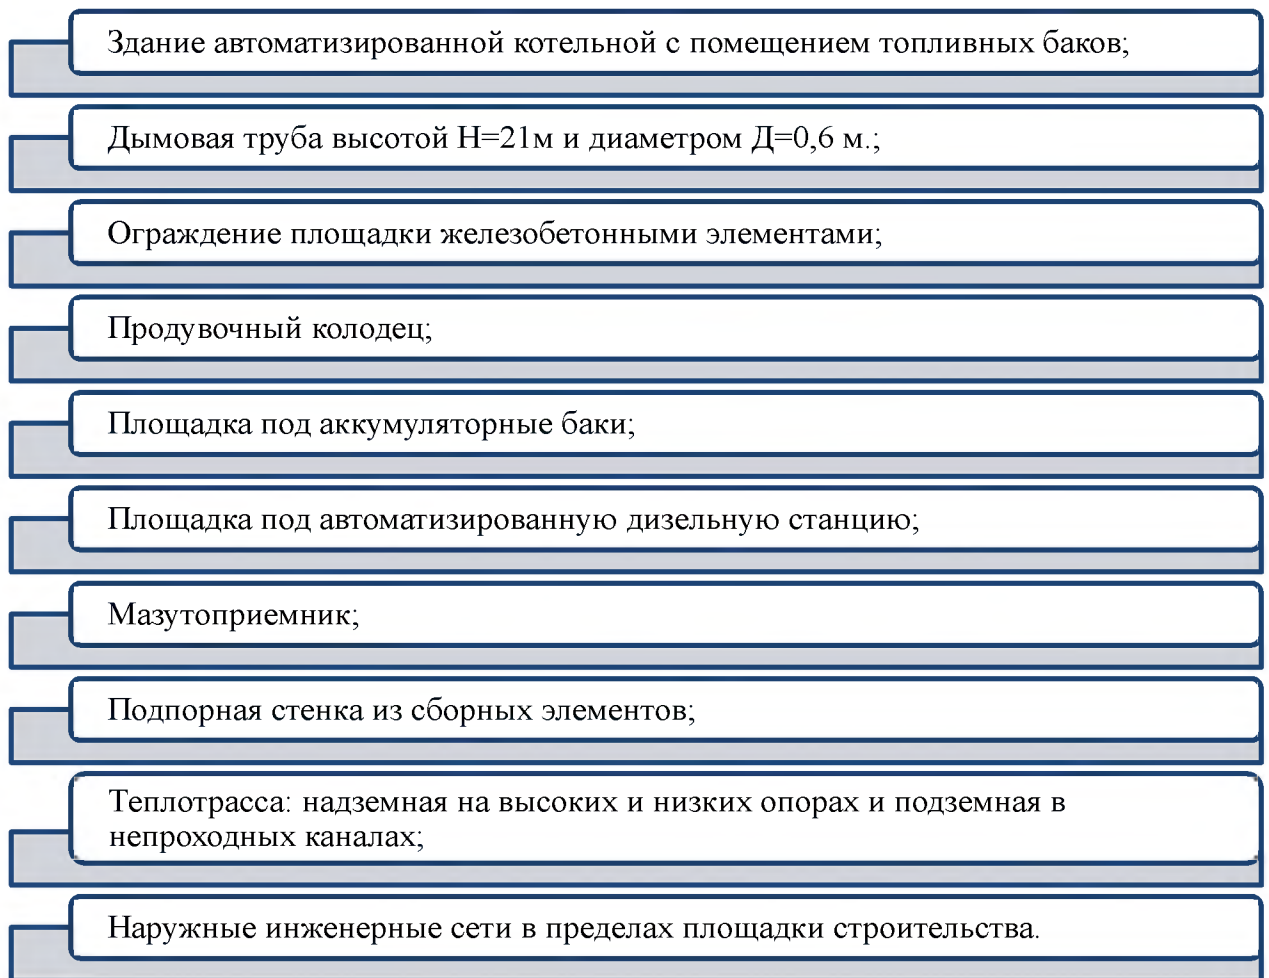 Здание автоматизированной котельной с помещением топливных баков;
Дымовая труба высотой Н=21м и диаметром Д=0,6 м.;
Ограждение площадки железобетонными элементами;
Продувочный колодец;
Площадка под аккумуляторные баки;
Площадка под автоматизированную дизельную станцию;
Мазутоприемник;
Подпорная стенка из сборных элементов;
Теплотрасса: надземная на высоких и низких опорах и подземная в
непроходных каналах;
Наружные инженерные сети в пределах площадки строительства.